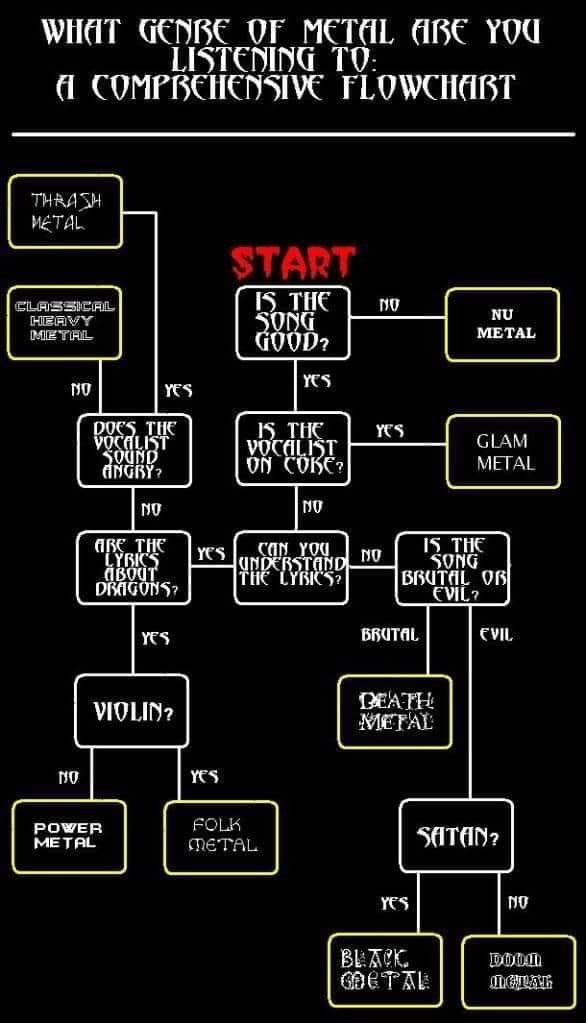 WHAT GENRE OF METAL ARE YOU
LISTENING TO:
A COMPREHENSIVE FLOWCHART
THRASH
METAL
START
CLASSICAL
HEAVY
METAL
IS THE
SONG
GOOD?
NO
NU
METAL
YES
NO
YES
DOES THE
VOCALIST
SOUND
ANGRY?
IS THE
VOCALIST
ON COKE?
YES
GLAM
METAL
NO
NO
ARE THE
LYRICS
ABOUT
DRAGONS?
YES
CAN YOU
UNDERSTAND
THE LYRICS?
NO
IS THE
SONG
BRUTAL OR
EVIL?
YES
BRUTAL
EVIL
VIOLIN?
DEATH
METAL
NO
YES
POWER
METAL
FOLK
METAL
SATAN?
YES
NO
BLACK
METAL
DOOM
METAL